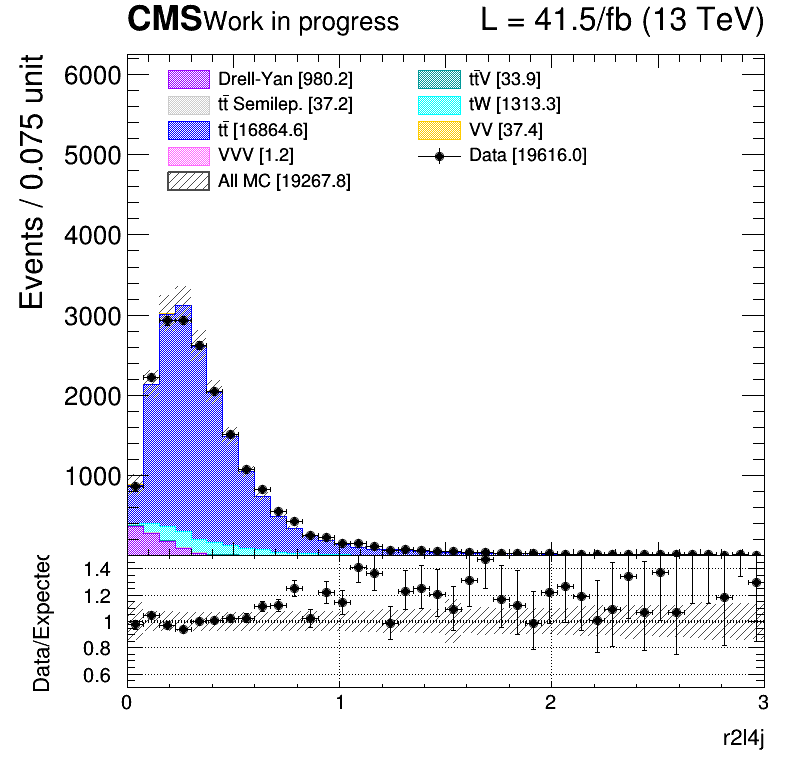 CMS Work in progress L = 41.5/fb (13 TeV)
Events / 0.075 unit
6000
5000
4000
3000
2000
1000
Drell-Yan [980.2]
tt̄ Semilep. [37.2]
tt̄ [16864.6]
VVV [1.2]
All MC [19267.8]
tt̄V [33.9]
tW [1313.3]
VV [37.4]
Data [19616.0]
Data/Expected
1.4
1.2
1
0.8
0.6
0 1 2 3
r2l4j